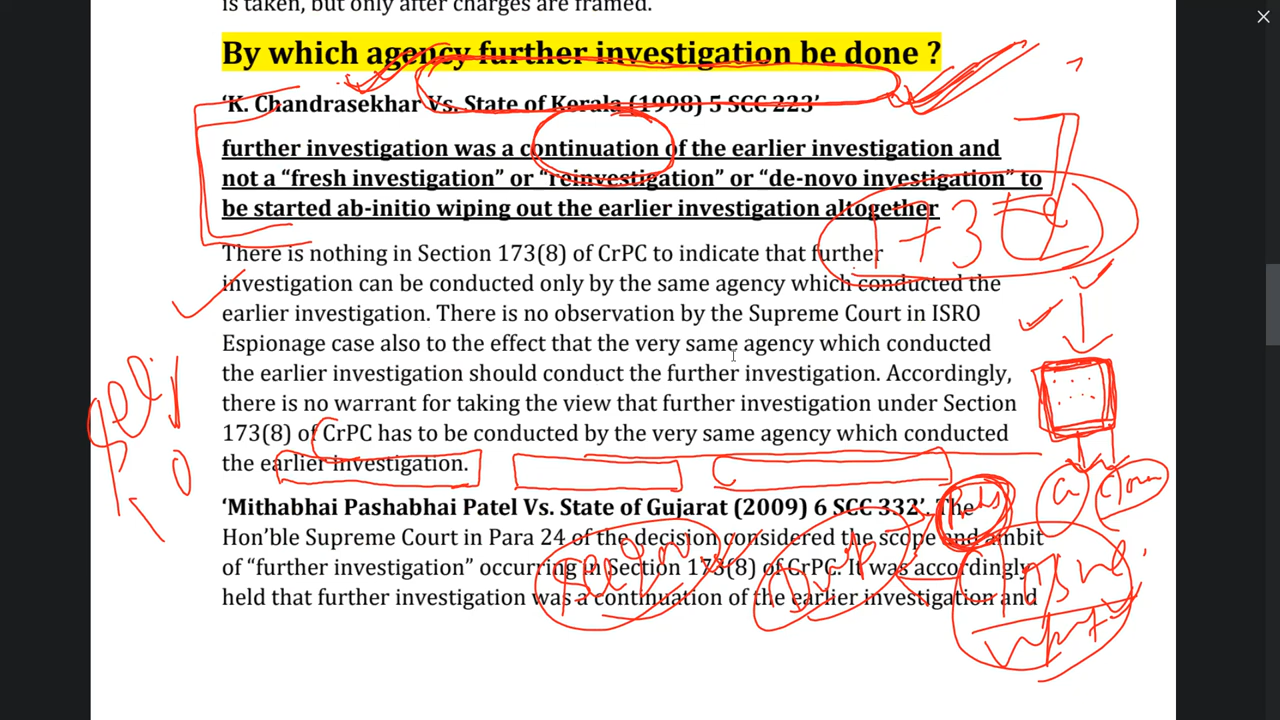 is taken, but only after charges are framed.
By which agency further investigation be done ?
‘K. Chandrasekhar Vs. State of Kerala (1998) 5 SCC 223’
further investigation was a continuation of the earlier investigation and
not a “fresh investigation” or “reinvestigation” or “de-novo investigation” to
be started ab-initio wiping out the earlier investigation altogether
There is nothing in Section 173(8) of CrPC to indicate that further
investigation can be conducted only by the same agency which conducted the
earlier investigation. There is no observation by the Supreme Court in ISRO
Espionage case also to the effect that the very same agency which conducted
the earlier investigation should conduct the further investigation. Accordingly,
there is no warrant for taking the view that further investigation under Section
173(8) of CrPC has to be conducted by the very same agency which conducted
the earlier investigation.
‘Mithabhai Pashabhai Patel Vs. State of Gujarat (2009) 6 SCC 332’. The
Hon’ble Supreme Court in Para 24 of the decision considered the scope and ambit
of “further investigation” occurring in Section 173(8) of CrPC. It was accordingly
held that further investigation was a continuation of the earlier investigation and
173